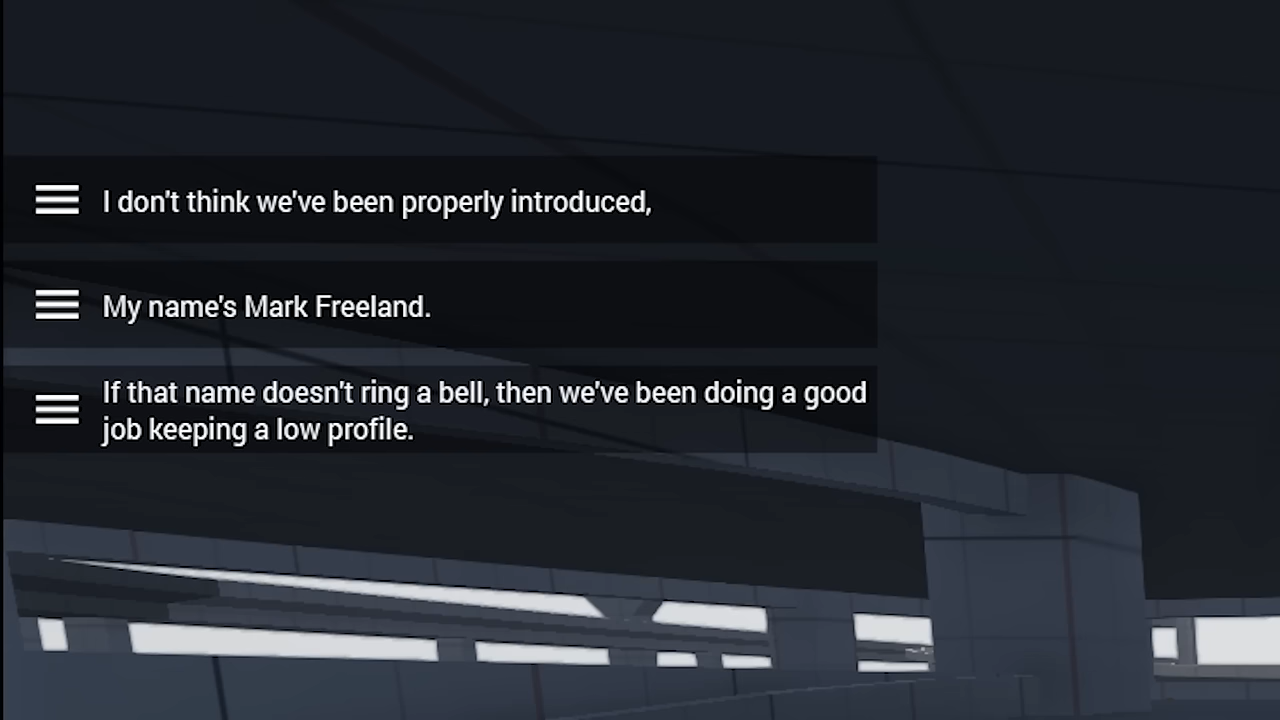 I don't think we've been properly introduced,
My name's Mark Freeland.
If that name doesn't ring a bell, then we've been doing a good
job keeping a low profile.